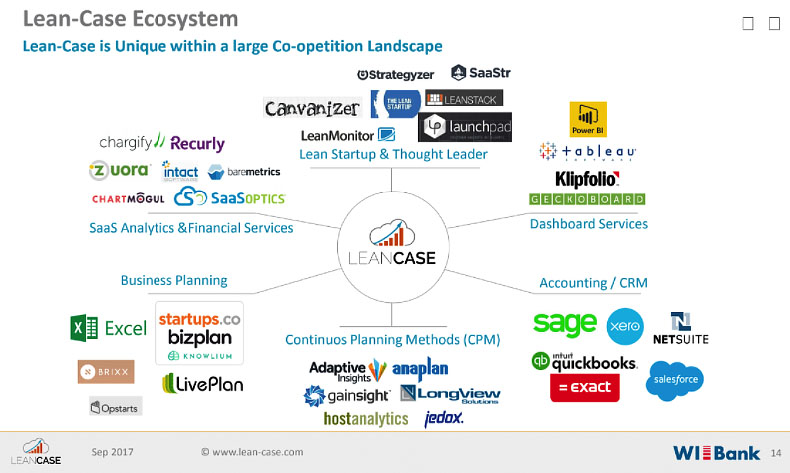 Lean-Case Ecosystem
Lean-Case is Unique within a large Co-opetition Landscape
Strategyzer
SaaStr
Canvanizer
THE LEAN
STARTUP
LEANSTACK
LeanMonitor
launchpad
Lean Startup & Thought Leader
chargify
Recurly
zuora
intact
baremetrics
CHARTMOGUL
SAASOPTICS
SaaS Analytics &Financial Services
Power BI
tableau
SOFTWARE
Klipfolio
GECKOBOARD
Dashboard Services
LEANCASE
Business Planning
Excel
startups.co
bizplan
KNOWLIUM
BRIXX
LivePlan
Opstarts
Continuos Planning Methods (CPM)
Adaptive
Insights
anaplan
gainsight
LongView
Solutions
hostanalytics
jedox.
Accounting / CRM
sage
xero
NETSUITE
intuit
quickbooks.
= exact
salesforce
LEANCASE
Sep 2017
© www.lean-case.com
WIBank
14